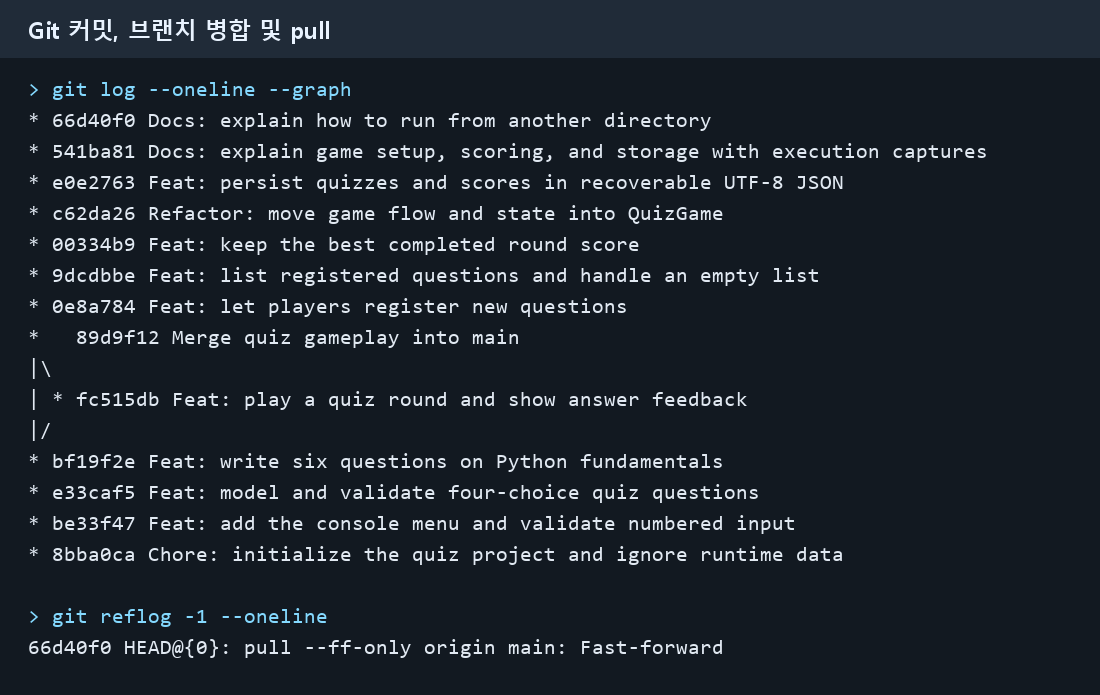 Git 커밋, 브랜치 병합 및 pull
> git log --oneline --graph
* 66d40f0 Docs: explain how to run from another directory
* 541ba81 Docs: explain game setup, scoring, and storage with execution captures
* e0e2763 Feat: persist quizzes and scores in recoverable UTF-8 JSON
* c62da26 Refactor: move game flow and state into QuizGame
* 00334b9 Feat: keep the best completed round score
* 9dcdbbe Feat: list registered questions and handle an empty list
* 0e8a784 Feat: let players register new questions
*   89d9f12 Merge quiz gameplay into main
|\
| * fc515db Feat: play a quiz round and show answer feedback
|/
* bf19f2e Feat: write six questions on Python fundamentals
* e33caf5 Feat: model and validate four-choice quiz questions
* be33f47 Feat: add the console menu and validate numbered input
* 8bba0ca Chore: initialize the quiz project and ignore runtime data
> git reflog -1 --oneline
66d40f0 HEAD@{0}: pull --ff-only origin main: Fast-forward